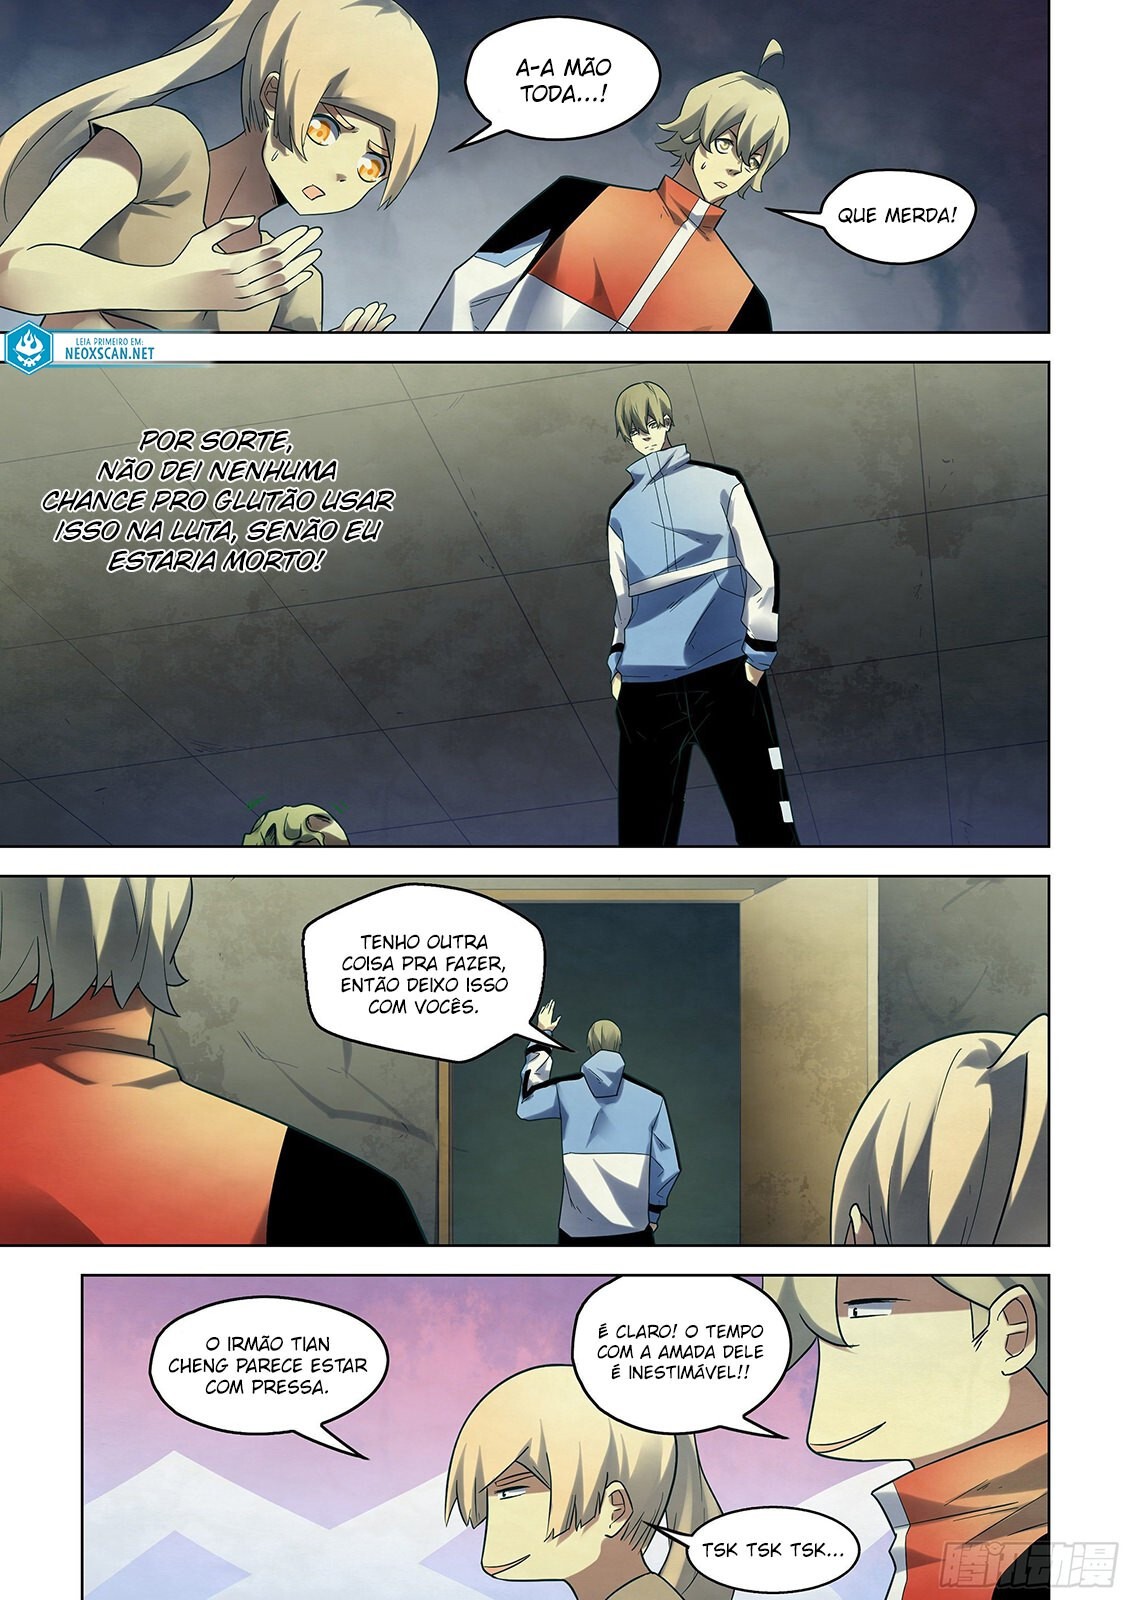 A-A MÃO
TODA...!
QUE MERDA!
LEIA PRIMEIRO EM:
NEOXSCAN.NET
POR SORTE,
NÃO DEI NENHUMA
CHANCE PRO GLUTÃO USAR
ISSO NA LUTA, SENÃO EU
ESTARIA MORTO!
TENHO OUTRA
COISA PRA FAZER,
ENTÃO DEIXO ISSO
COM VOCÊS.
O IRMÃO TIAN
CHENG PARECE ESTAR
COM PRESSA.
É CLARO! O TEMPO
COM A AMADA DELE
É INESTIMÁVEL!!
TSK TSK TSK...
腾讯动漫